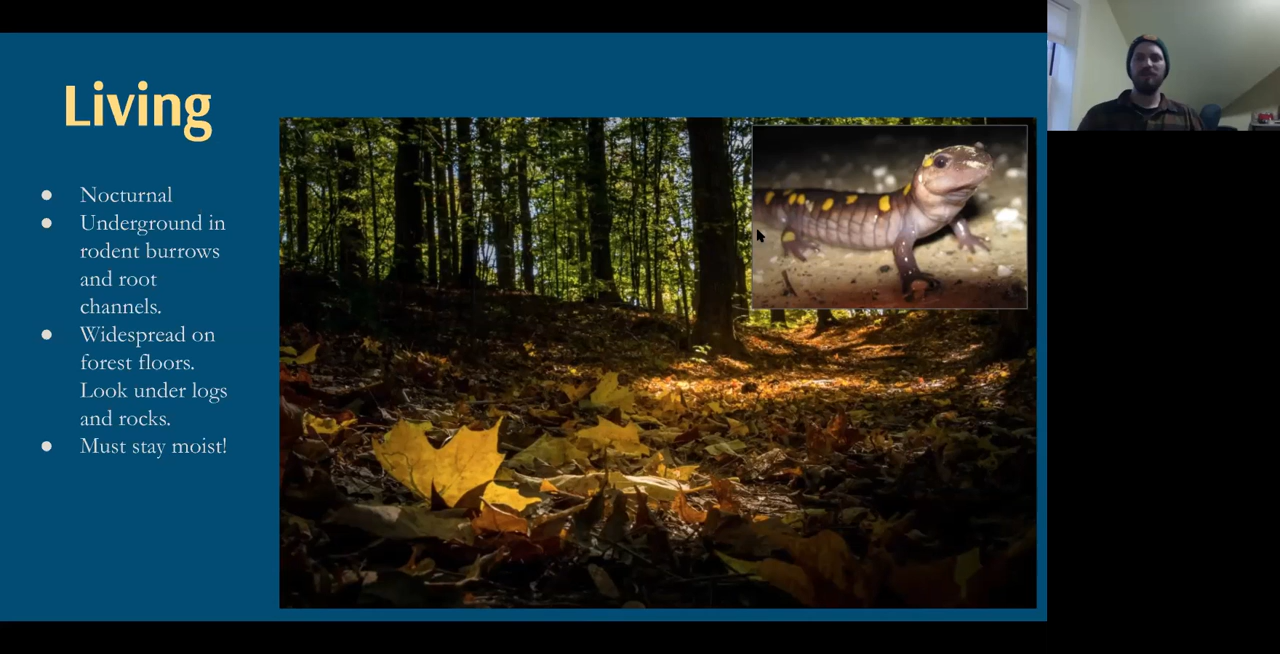 Living
● Nocturnal
● Underground in
rodent burrows
and root
channels.
● Widespread on
forest floors.
Look under logs
and rocks.
● Must stay moist!